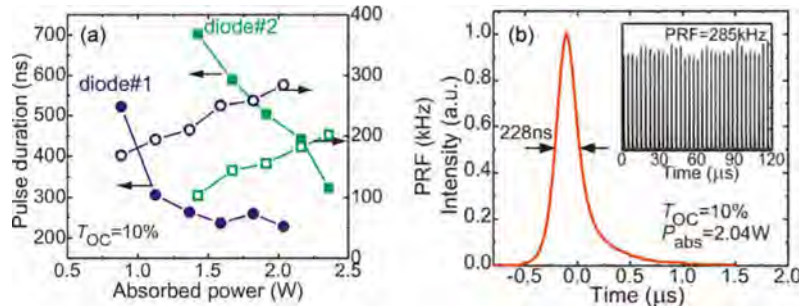 (a)
diode#2
diode#1
T_OC=10%
Pulse duration (ns)
700
600
500
400
300
200
0.5
1.0
1.5
2.0
2.5
Absorbed power (W)
400
300
200
100
0
PRF (kHz)
(b)
228ns
PRF=285kHz
0
30
60
90
120
Time (μs)
T_OC=10%
P_abs=2.04W
Intensity (a.u.)
1.0
0.8
0.6
0.4
0.2
0.0
-0,5
0.0
0.5
1.0
1.5
2.0
Time (μs)